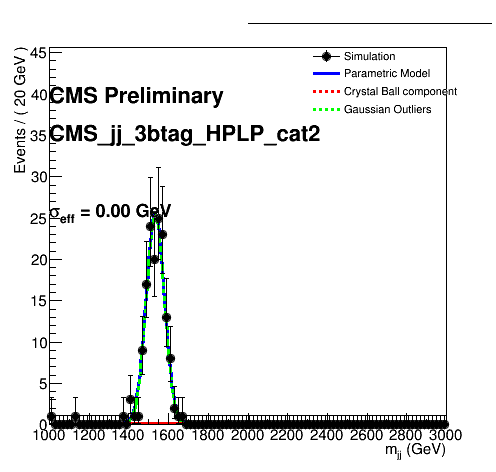 Events / ( 20 GeV )
45
40
35
30
25
20
15
10
5
0
Simulation
Parametric Model
Crystal Ball component
Gaussian Outliers
CMS Preliminary
CMS_jj_3btag_HPLP_cat2
σeff = 0.00 GeV
1000 1200 1400 1600 1800 2000 2200 2400 2600 2800 3000
mjj (GeV)